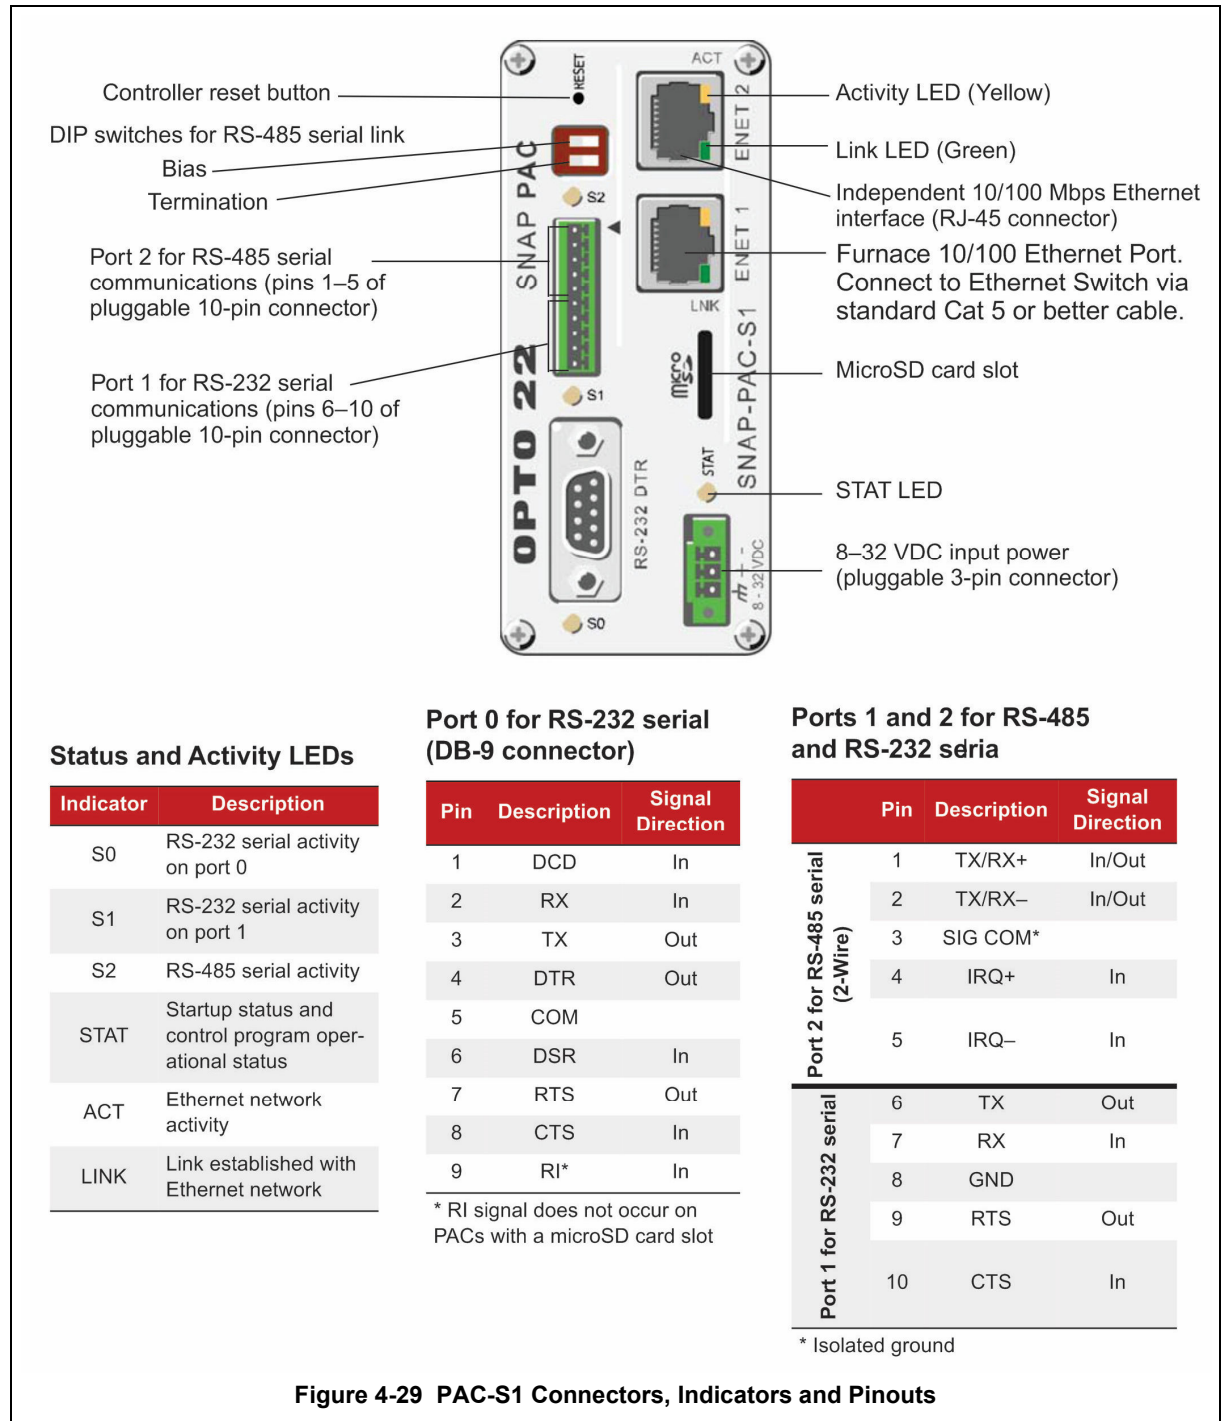 Controller reset button
DIP switches for RS-485 serial link
Bias
Termination
Port 2 for RS-485 serial
communications (pins 1–5 of
pluggable 10-pin connector)
Port 1 for RS-232 serial
communications (pins 6–10 of
pluggable 10-pin connector)
RESET
ACT
SNAP PAC
S2
ENET 2
ENET 1
LNK
OPTO 22
S1
MICRO SD
SNAP-PAC-S1
STAT
RS-232 DTR
S0
+ -
8 - 32 VDC
Activity LED (Yellow)
Link LED (Green)
Independent 10/100 Mbps Ethernet
interface (RJ-45 connector)
Furnace 10/100 Ethernet Port.
Connect to Ethernet Switch via
standard Cat 5 or better cable.
MicroSD card slot
STAT LED
8–32 VDC input power
(pluggable 3-pin connector)
Status and Activity LEDs
Indicator Description
S0 RS-232 serial activity
on port 0
S1 RS-232 serial activity
on port 1
S2 RS-485 serial activity
STAT Startup status and
control program oper-
ational status
ACT Ethernet network
activity
LINK Link established with
Ethernet network
Port 0 for RS-232 serial
(DB-9 connector)
Pin Description Signal
Direction
1 DCD In
2 RX In
3 TX Out
4 DTR Out
5 COM
6 DSR In
7 RTS Out
8 CTS In
9 RI* In
* RI signal does not occur on
PACs with a microSD card slot
Ports 1 and 2 for RS-485
and RS-232 seria
Pin Description Signal
Direction
Port 2 for RS-485 serial
(2-Wire)
1 TX/RX+ In/Out
2 TX/RX– In/Out
3 SIG COM*
4 IRQ+ In
5 IRQ– In
Port 1 for RS-232 serial
6 TX Out
7 RX In
8 GND
9 RTS Out
10 CTS In
* Isolated ground
Figure 4-29 PAC-S1 Connectors, Indicators and Pinouts